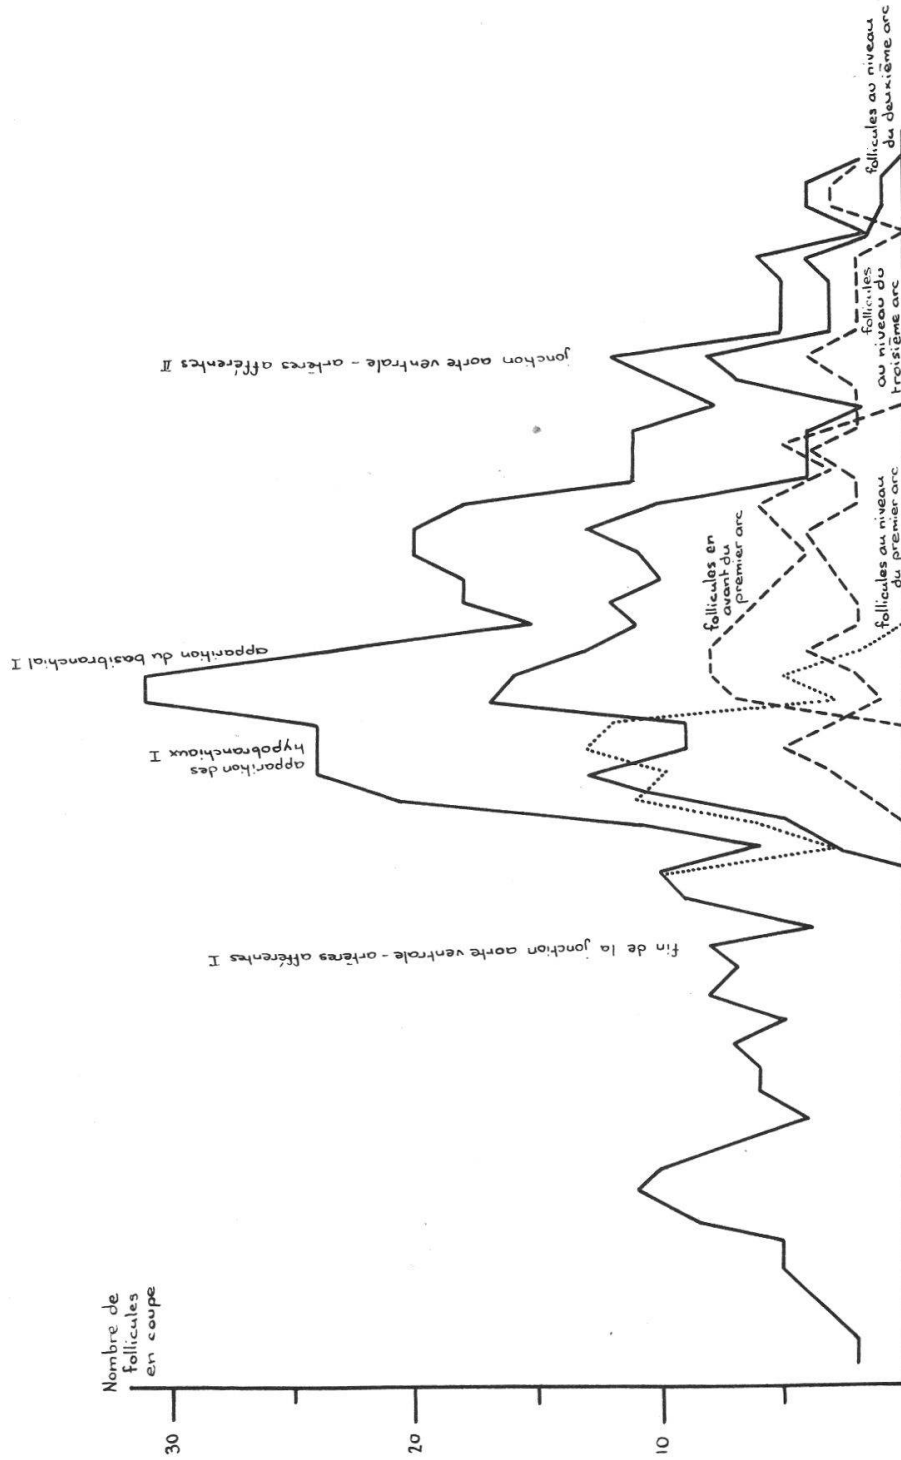 Nombre de
follicules
en coupe
30
20
10
fin de la jonction aorte ventrale - artères afférentes I
apparition des
hypobranchiaux I
apparition du basibranchial I
jonction aorte ventrale - artères afférentes II
follicules en
avant du
premier arc
follicules au niveau
du premier arc
follicules
au niveau du
troisième arc
follicules au niveau
du deuxième arc